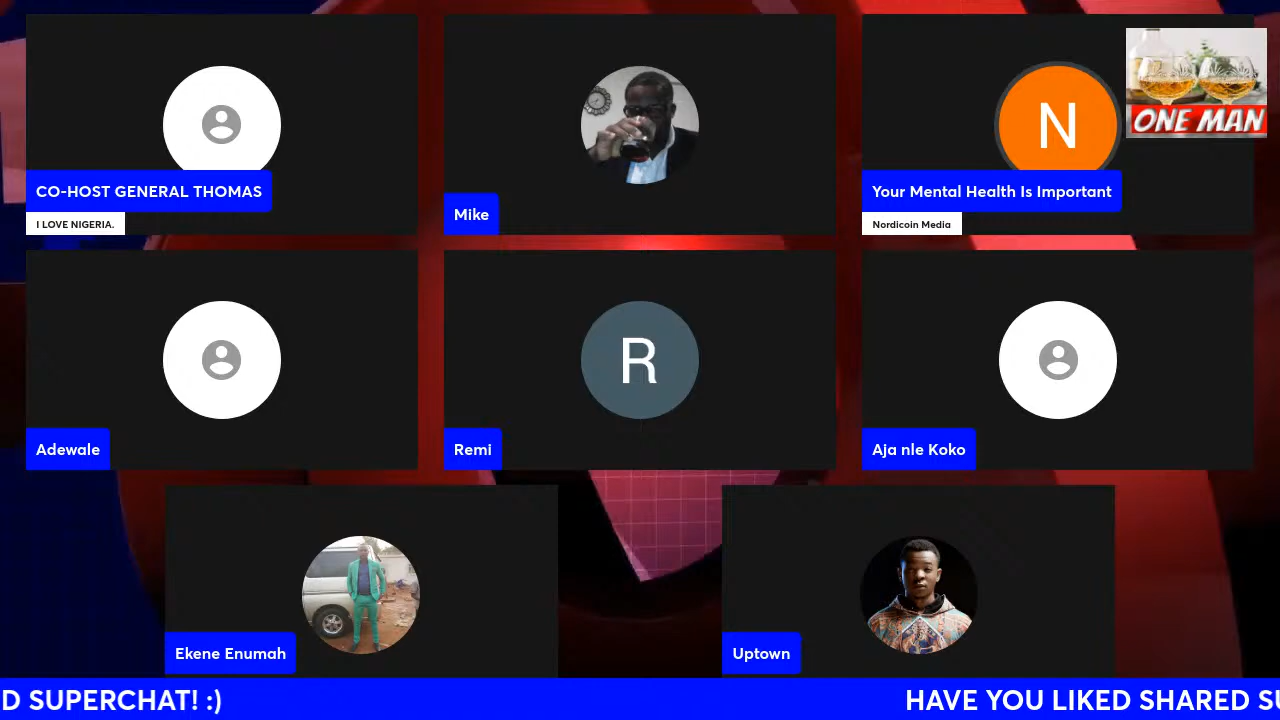 CO-HOST GENERAL THOMAS
I LOVE NIGERIA.
Mike
N
Your Mental Health Is Important
Nordicoin Media
ONE MAN
Adewale
R
Remi
Aja nle Koko
Ekene Enumah
Uptown
D SUPERCHAT! :)
HAVE YOU LIKED SHARED SU